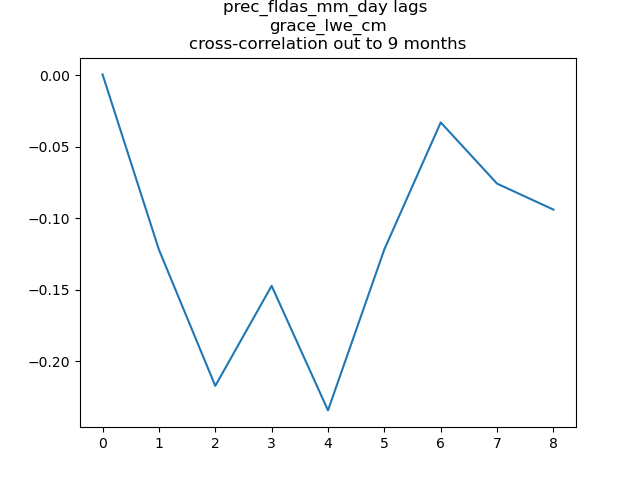 prec_fldas_mm_day lags
grace_lwe_cm
cross-correlation out to 9 months
0.00
−0.05
−0.10
−0.15
−0.20
0 1 2 3 4 5 6 7 8